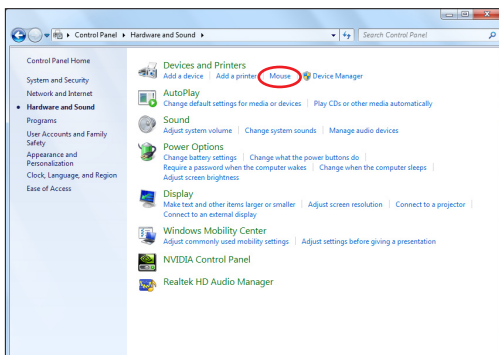 Control Panel ▸ Hardware and Sound ▸
Search Control Panel
Control Panel Home
System and Security
Network and Internet
Hardware and Sound
Programs
User Accounts and Family
Safety
Appearance and
Personalization
Clock, Language, and Region
Ease of Access
Devices and Printers
Add a device | Add a printer | Mouse | Device Manager
AutoPlay
Change default settings for media or devices | Play CDs or other media automatically
Sound
Adjust system volume | Change system sounds | Manage audio devices
Power Options
Change battery settings | Change what the power buttons do |
Require a password when the computer wakes | Change when the computer sleeps |
Adjust screen brightness
Display
Make text and other items larger or smaller | Adjust screen resolution | Connect to a projector |
Connect to an external display
Windows Mobility Center
Adjust commonly used mobility settings | Adjust settings before giving a presentation
NVIDIA Control Panel
Realtek HD Audio Manager